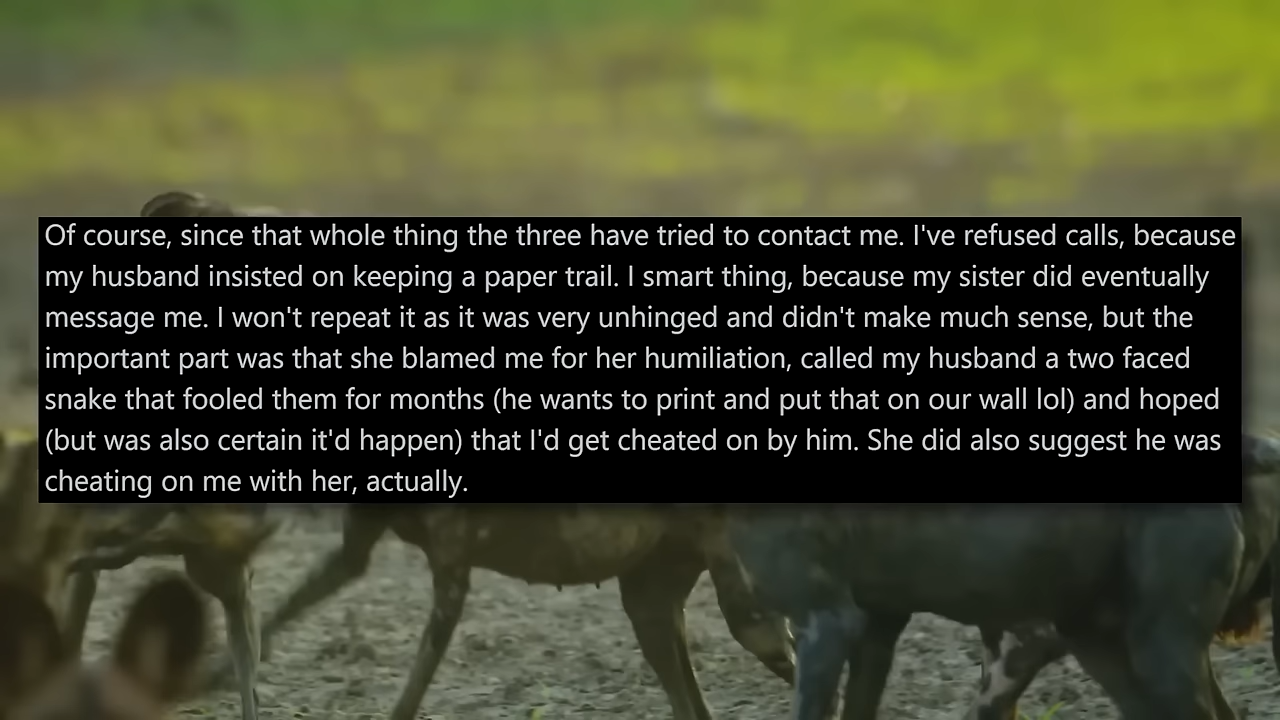 Of course, since that whole thing the three have tried to contact me. I've refused calls, because
my husband insisted on keeping a paper trail. I smart thing, because my sister did eventually
message me. I won't repeat it as it was very unhinged and didn't make much sense, but the
important part was that she blamed me for her humiliation, called my husband a two faced
snake that fooled them for months (he wants to print and put that on our wall lol) and hoped
(but was also certain it'd happen) that I'd get cheated on by him. She did also suggest he was
cheating on me with her, actually.